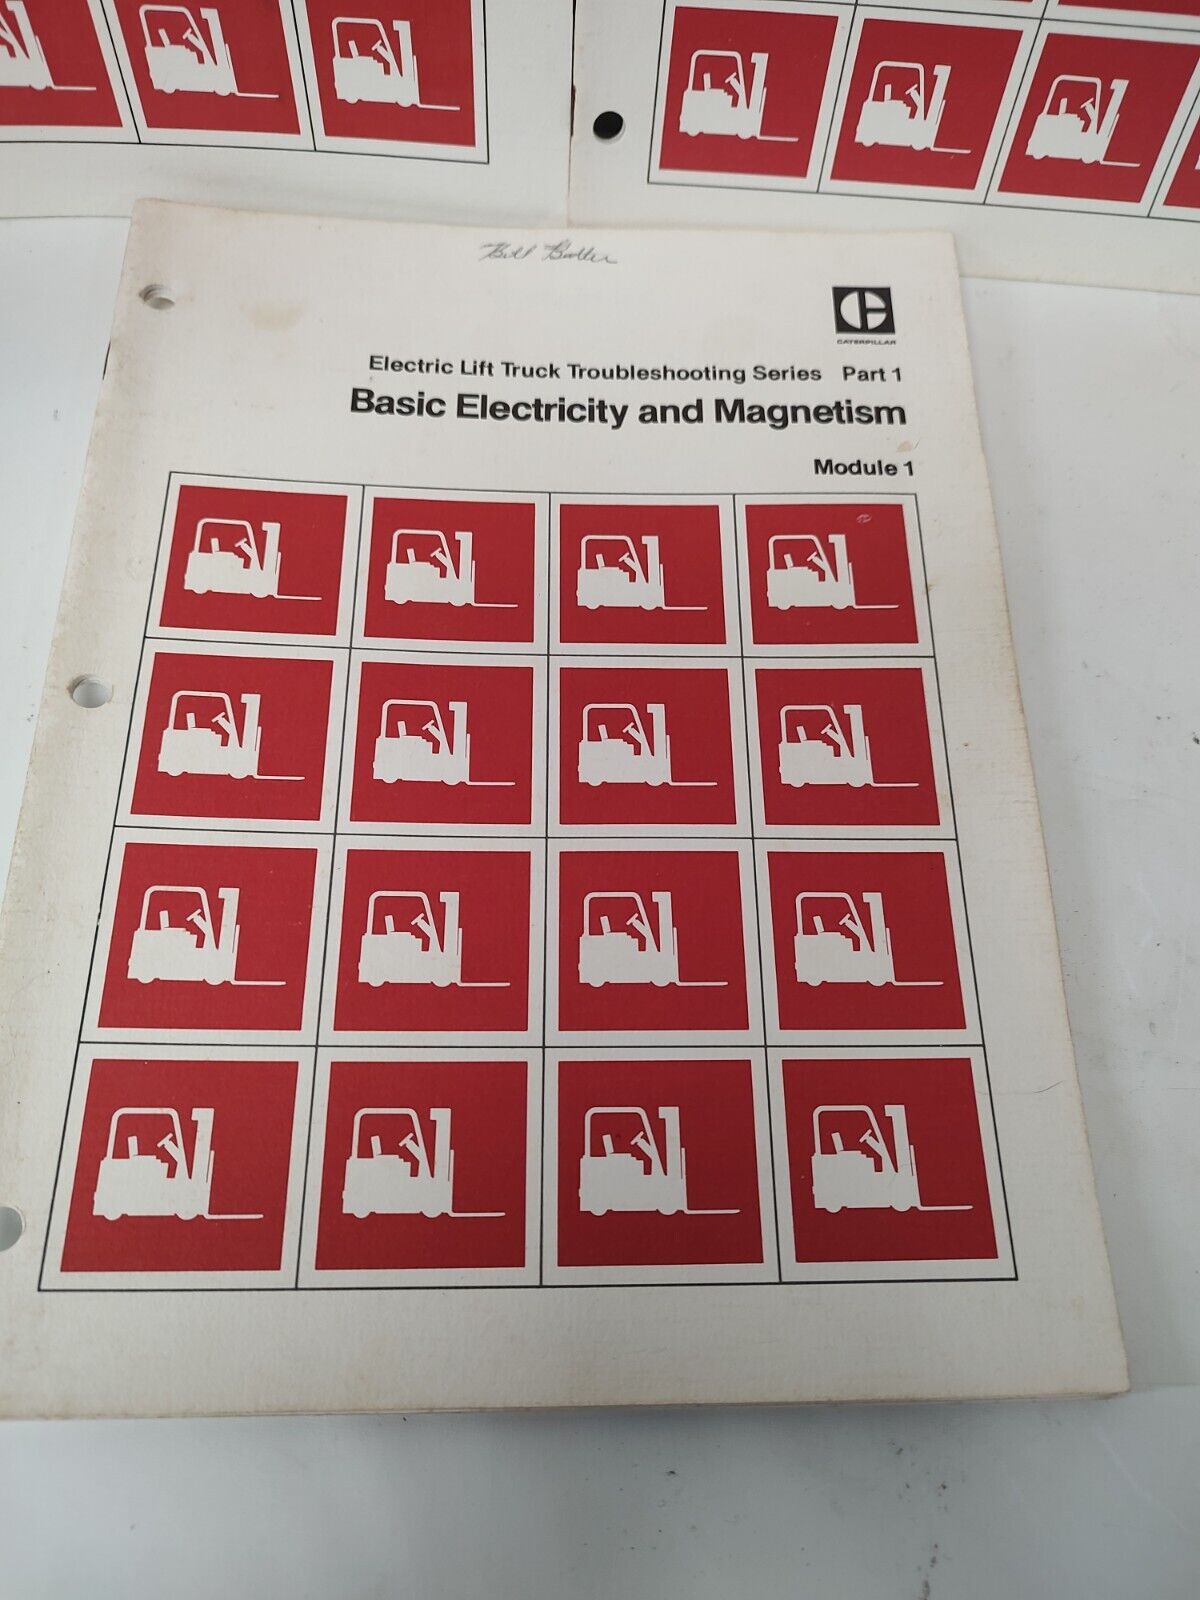 CATERPILLAR
Electric Lift Truck Troubleshooting Series Part 1
Basic Electricity and Magnetism
Module 1